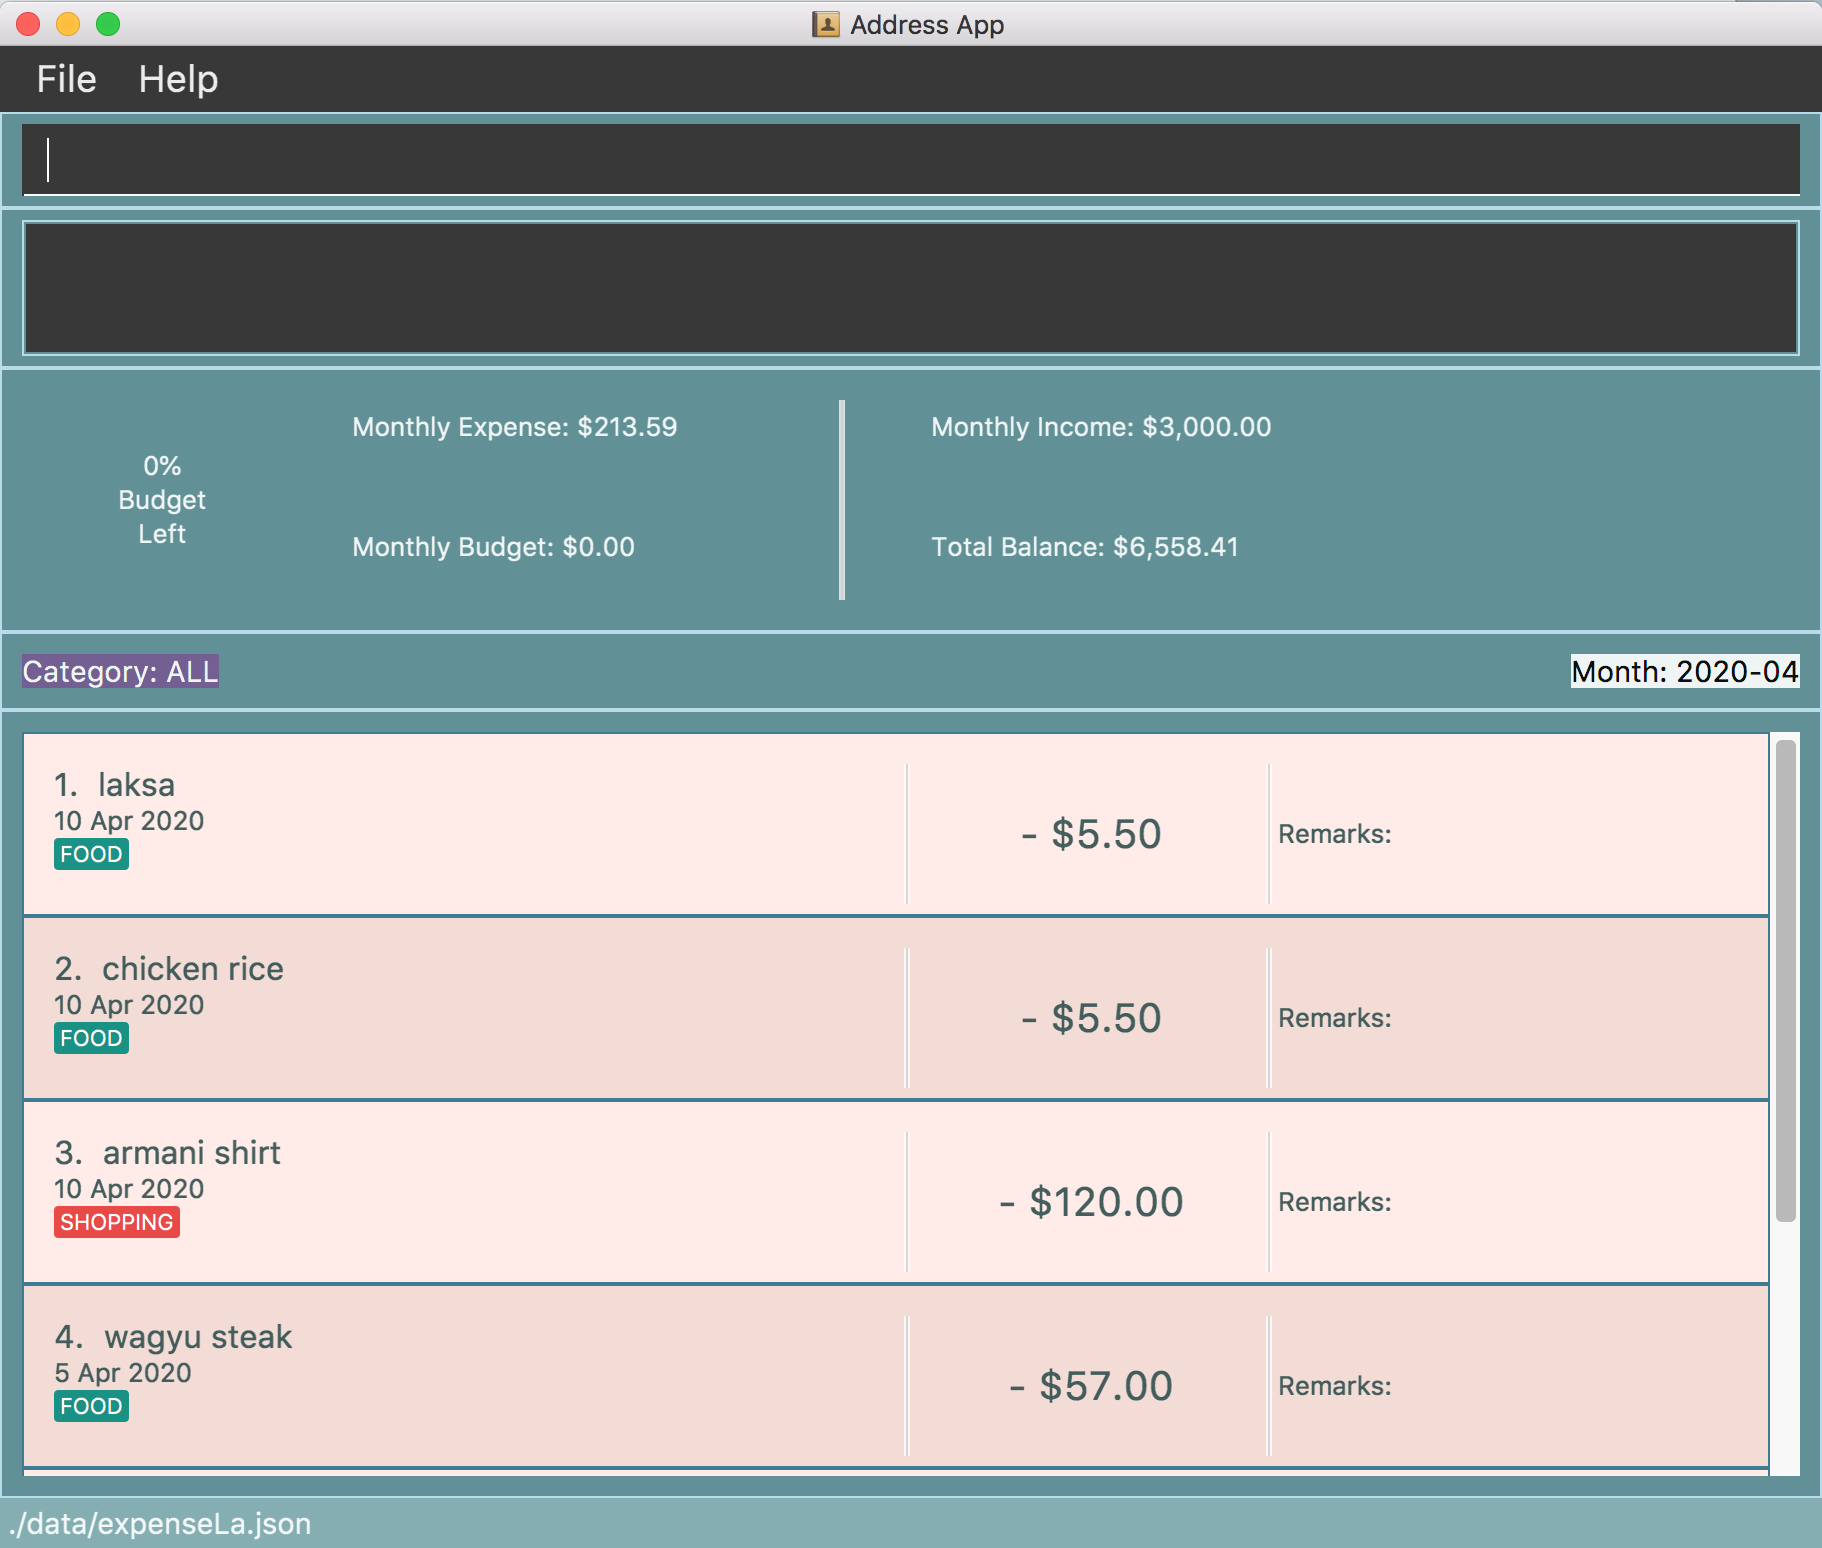 Address App
File Help
Monthly Expense: $213.59
Monthly Income: $3,000.00
0%
Budget
Left
Monthly Budget: $0.00
Total Balance: $6,558.41
Category: ALL
Month: 2020-04
1. laksa
10 Apr 2020
FOOD
- $5.50
Remarks:
2. chicken rice
10 Apr 2020
FOOD
- $5.50
Remarks:
3. armani shirt
10 Apr 2020
SHOPPING
- $120.00
Remarks:
4. wagyu steak
5 Apr 2020
FOOD
- $57.00
Remarks:
./data/expenseLa.json